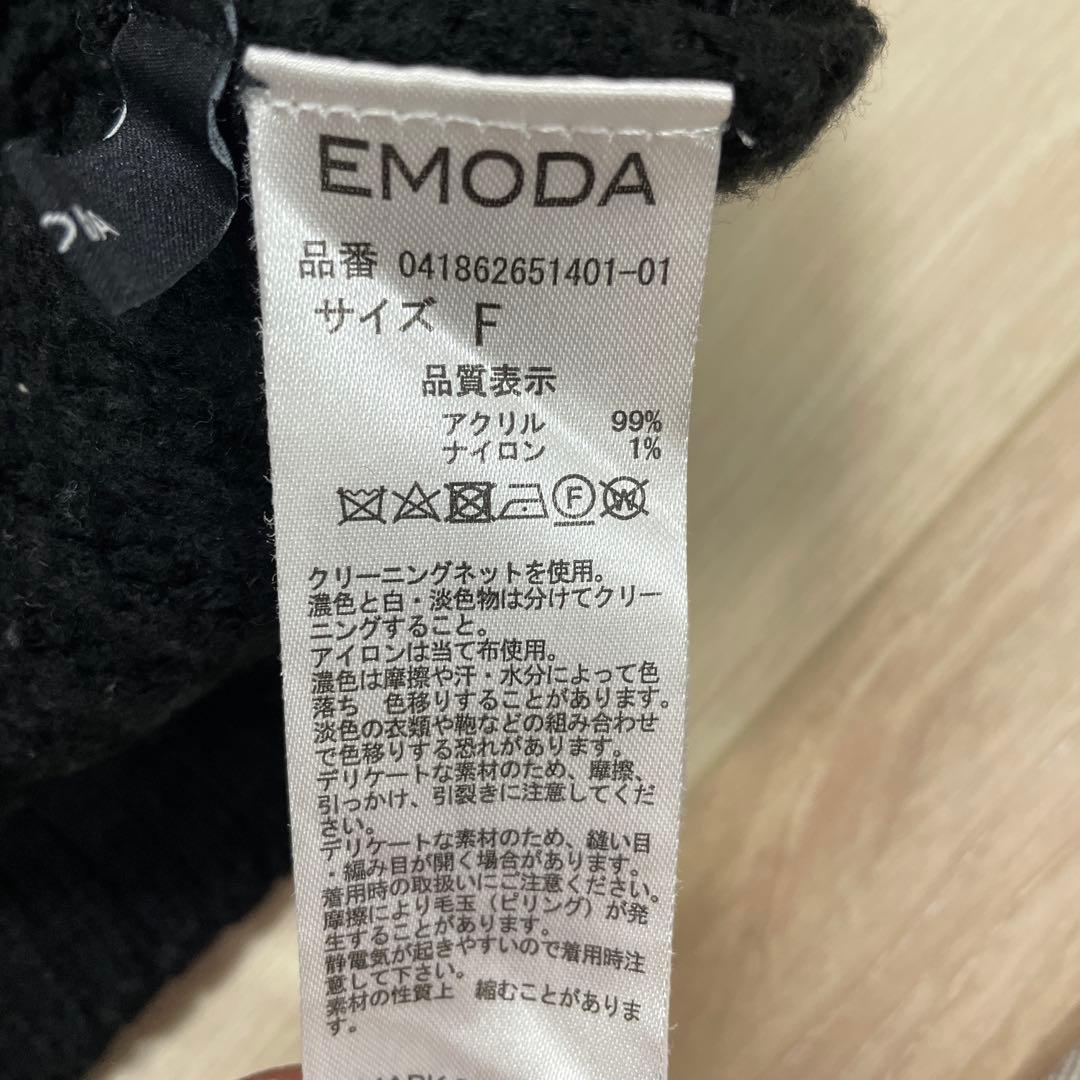 EMODA
品番 041862651401-01
サイズ F
品質表示
アクリル 99%
ナイロン 1%
F W
クリーニングネットを使用。
濃色と白・淡色物は分けてクリー
ニングすること。
アイロンは当て布使用。
濃色は摩擦や汗・水分によって色
落ち 色移りすることがあります。
淡色の衣類や鞄などの組み合わせ
で色移りする恐れがあります。
デリケートな素材のため、摩擦、
引っかけ、引裂きに注意してくだ
さい。
デリケートな素材のため、縫い目
・編み目が開く場合があります。
着用時の取扱いにご注意ください。
摩擦により毛玉（ピリング）が発
生することがあります。
静電気が起きやすいので着用時注
意して下さい。
素材の性質上 縮むことがありま
す。